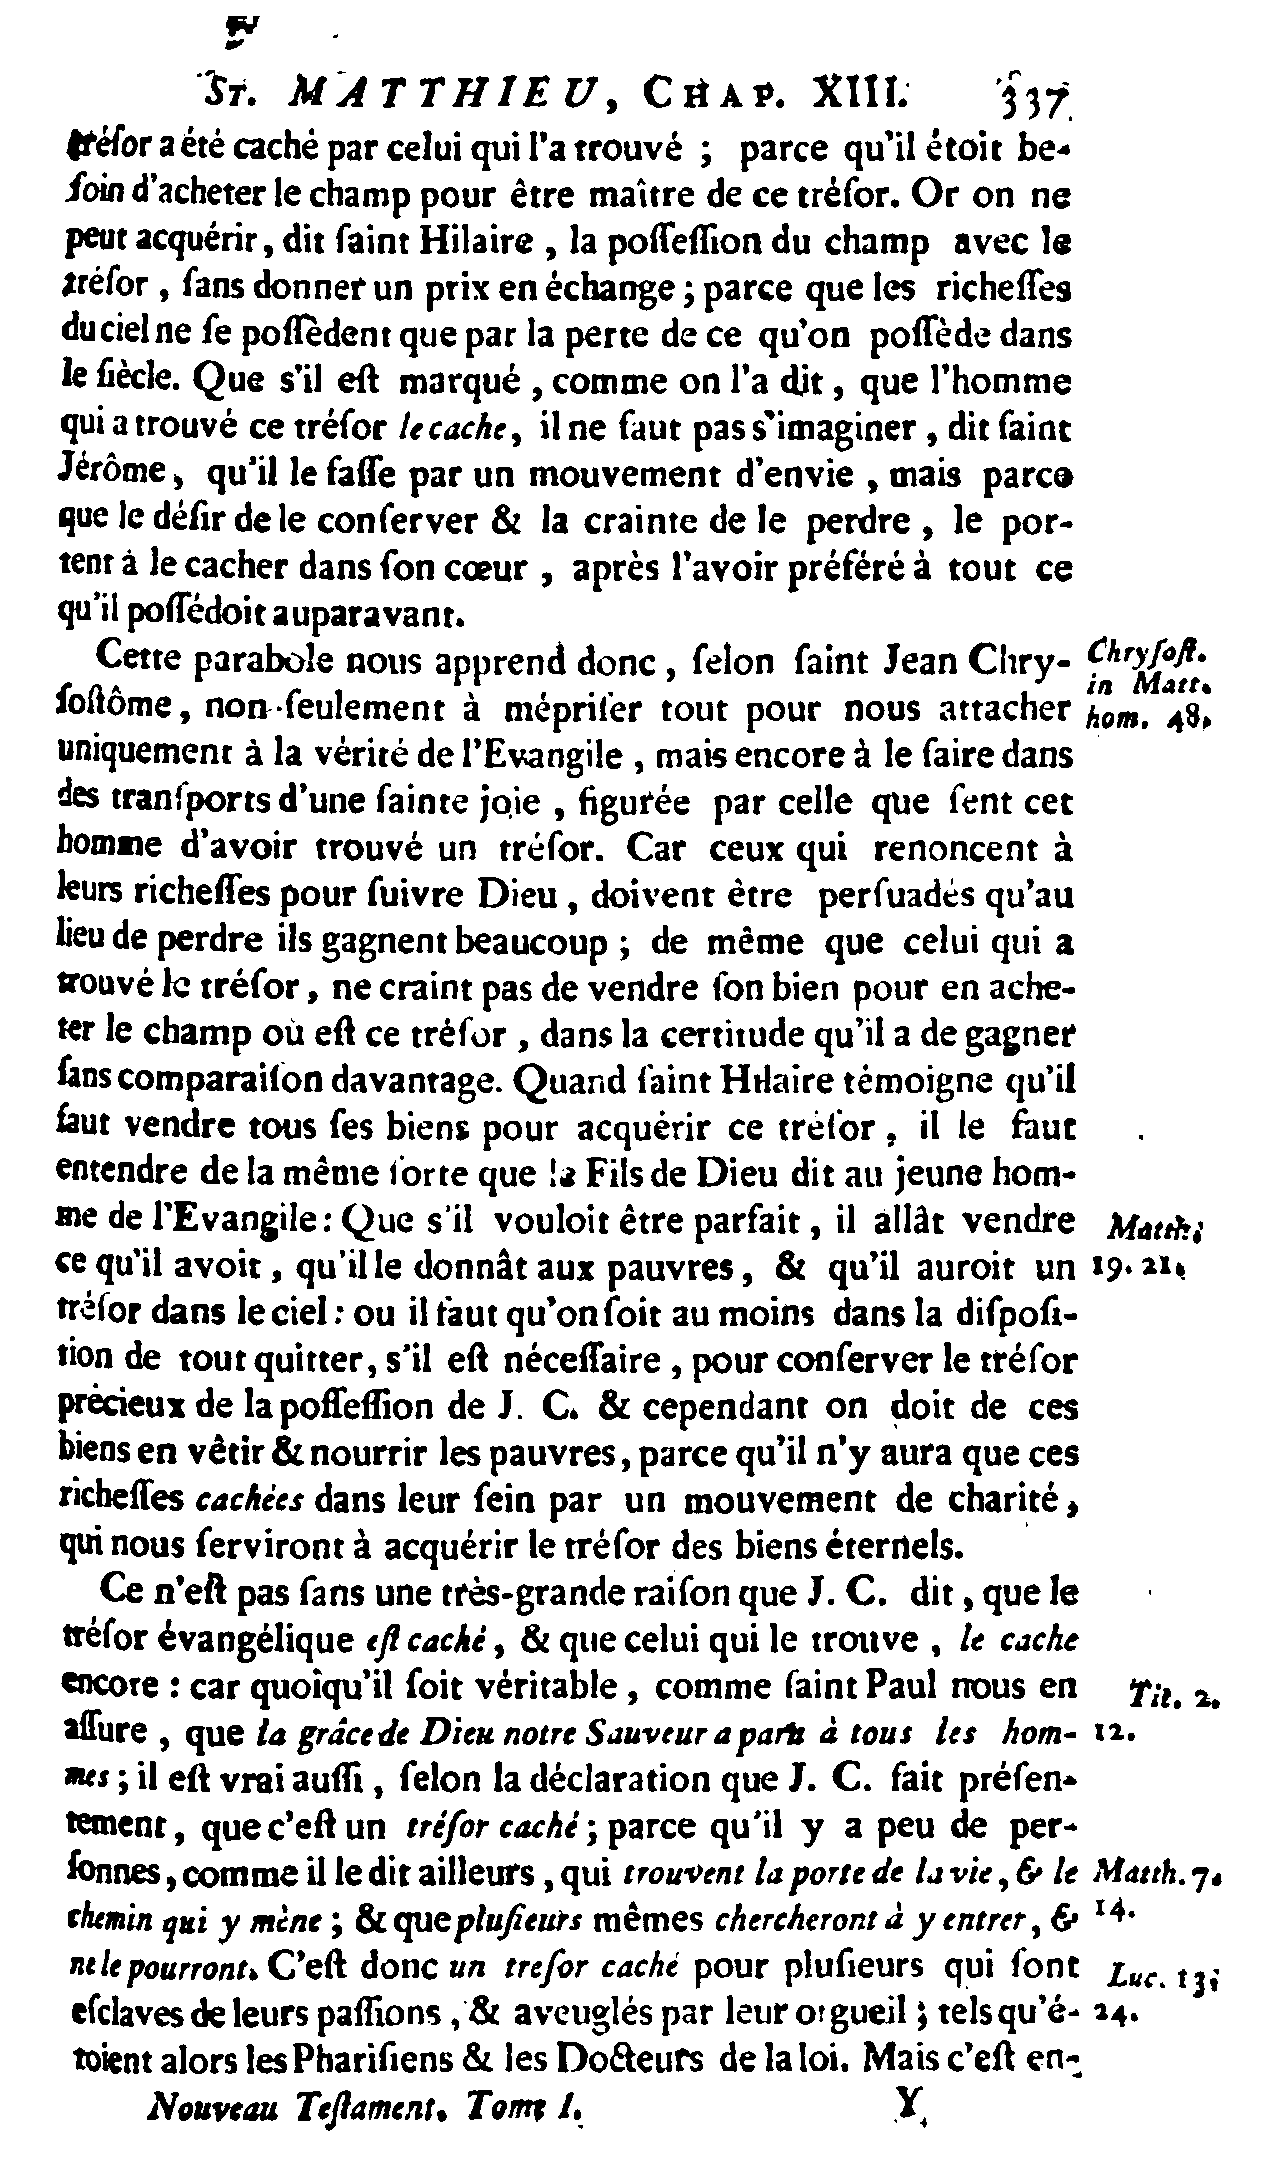 ST. MATTHIEU, CHAP. XIII. 337
trésor a été caché par celui qui l'a trouvé ; parce qu'il étoit be-
soin d'acheter le champ pour être maître de ce trésor. Or on ne
peut acquérir, dit saint Hilaire, la possession du champ avec le
trésor, sans donner un prix en échange ; parce que les richesses
du ciel ne se possèdent que par la perte de ce qu'on possède dans
le siècle. Que s'il est marqué, comme on l'a dit, que l'homme
qui a trouvé ce trésor le cache, il ne faut pas s'imaginer, dit saint
Jérôme, qu'il le fasse par un mouvement d'envie, mais parce
que le désir de le conserver & la crainte de le perdre, le por-
tent à le cacher dans son cœur, après l'avoir préféré à tout ce
qu'il possédoit auparavant.
Cette parabole nous apprend donc, selon saint Jean Chry-
Chrysost.
in Matt.
sostôme, non-seulement à mépriser tout pour nous attacher
hom. 48.
uniquement à la vérité de l'Evangile, mais encore à le faire dans
des transports d'une sainte joie, figurée par celle que sent cet
homme d'avoir trouvé un trésor. Car ceux qui renoncent à
leurs richesses pour suivre Dieu, doivent être persuadés qu'au
lieu de perdre ils gagnent beaucoup ; de même que celui qui a
trouvé le trésor, ne craint pas de vendre son bien pour en ache-
ter le champ où est ce trésor, dans la certitude qu'il a de gagner
sans comparaison davantage. Quand saint Hilaire témoigne qu'il
faut vendre tous ses biens pour acquérir ce trésor, il le faut
entendre de la même sorte que le Fils de Dieu dit au jeune hom-
me de l'Evangile : Que s'il vouloit être parfait, il allât vendre
Matth.
ce qu'il avoit, qu'il le donnât aux pauvres, & qu'il auroit un
19. 21.
trésor dans le ciel : ou il faut qu'on soit au moins dans la disposi-
tion de tout quitter, s'il est nécessaire, pour conserver le trésor
précieux de la possession de J. C. & cependant on doit de ces
biens en vêtir & nourrir les pauvres, parce qu'il n'y aura que ces
richesses cachées dans leur sein par un mouvement de charité,
qui nous serviront à acquérir le trésor des biens éternels.
Ce n'est pas sans une très-grande raison que J. C. dit, que le
trésor évangélique est caché, & que celui qui le trouve, le cache
encore : car quoiqu'il soit véritable, comme saint Paul nous en
Tit. 2.
assure, que la grâce de Dieu notre Sauveur a paru à tous les hom-
12.
mes ; il est vrai aussi, selon la déclaration que J. C. fait présen-
tement, que c'est un trésor caché ; parce qu'il y a peu de per-
sonnes, comme il le dit ailleurs, qui trouvent la porte de la vie, & le
Matth. 7.
chemin qui y mène ; & que plusieurs mêmes chercheront à y entrer, &
14.
ne le pourront. C'est donc un tresor caché pour plusieurs qui sont
Luc. 13.
esclaves de leurs passions, & aveuglés par leur orgueil ; tels qu'é-
24.
toient alors les Pharisiens & les Docteurs de la loi. Mais c'est en-
Nouveau Testament. Tome I. Y